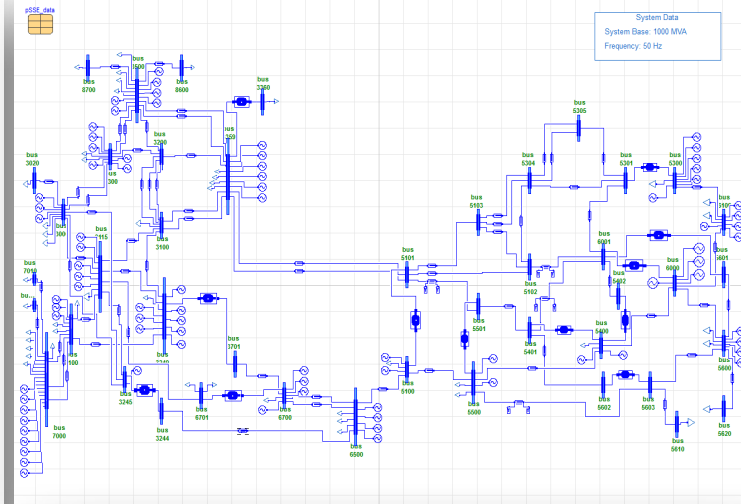 pSSE_data
System Data
System Base: 1000 MVA
Frequency: 50 Hz
bus
8700
bus
8600
bus
3360
bus
5305
bus
3200
bus
3020
bus
5304
bus
5301
bus
5300
bus
5103
bus
3100
bus
5101
bus
5102
bus
6001
bus
6000
bus
7010
bus
5501
bus
5401
bus
5400
bus
5600
bus
3701
bus
5100
bus
3245
bus
3244
bus
6701
bus
6700
bus
6500
bus
5500
bus
5602
bus
5603
bus
5610
bus
5620
bus
7000